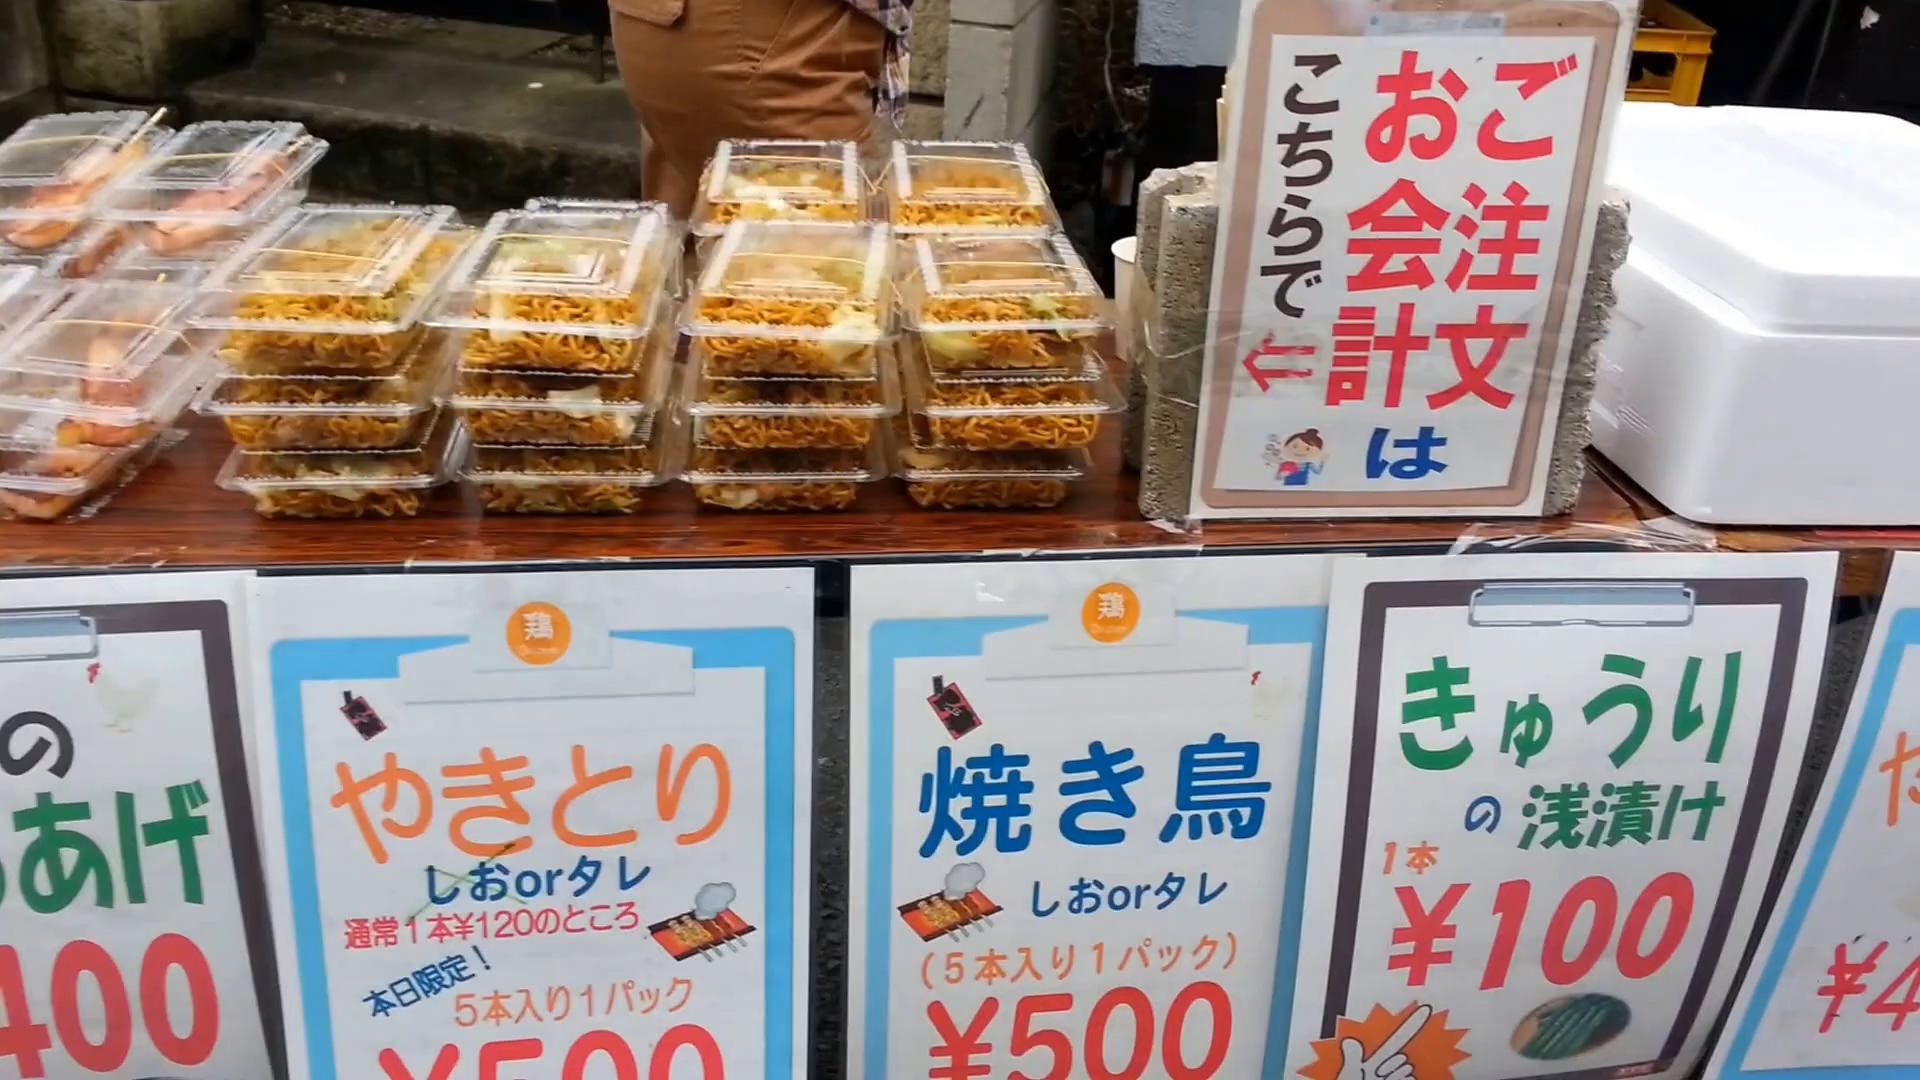 ご注文
お会計は
こちらで
の
あげ
400
鶏
やきとり
しおorタレ
通常1本¥120のところ
本日限定!
5本入り1パック
¥500
鶏
焼き鳥
しおorタレ
(5本入り1パック)
¥500
きゅうり
の浅漬け
1本
¥100
¥4